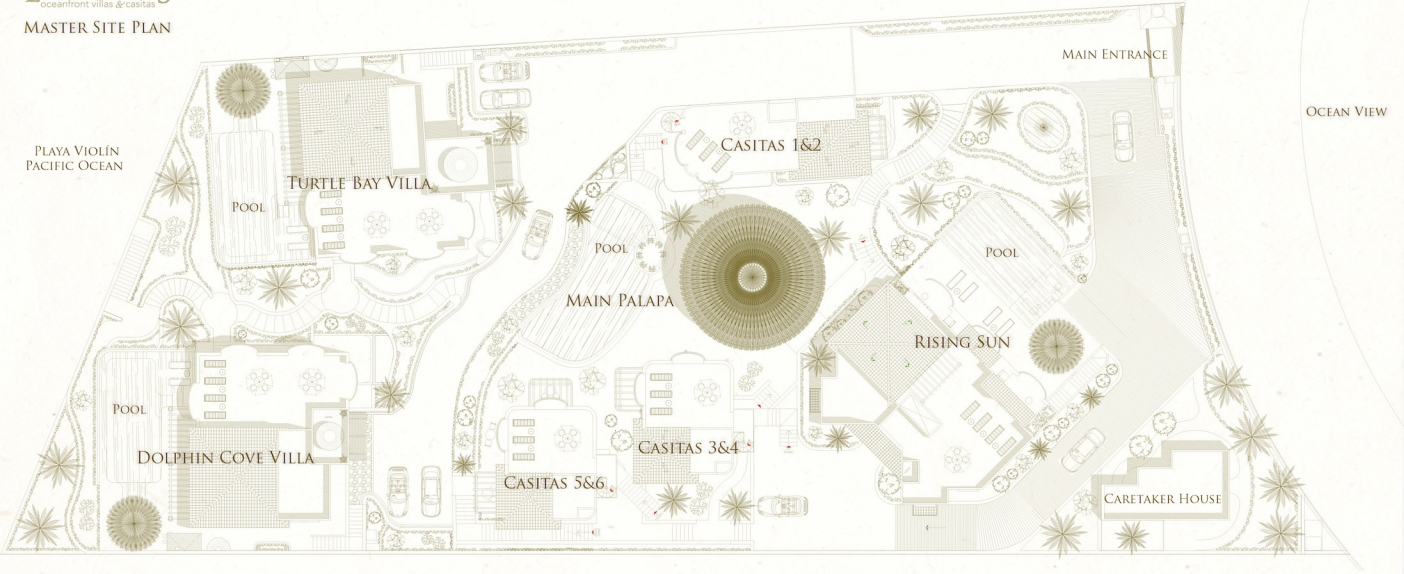 oceanfront villas & casitas
MASTER SITE PLAN
MAIN ENTRANCE
OCEAN VIEW
PLAYA VIOLÍN
PACIFIC OCEAN
CASITAS 1&2
TURTLE BAY VILLA
POOL
POOL
POOL
MAIN PALAPA
RISING SUN
POOL
DOLPHIN COVE VILLA
CASITAS 3&4
CASITAS 5&6
CARETAKER HOUSE